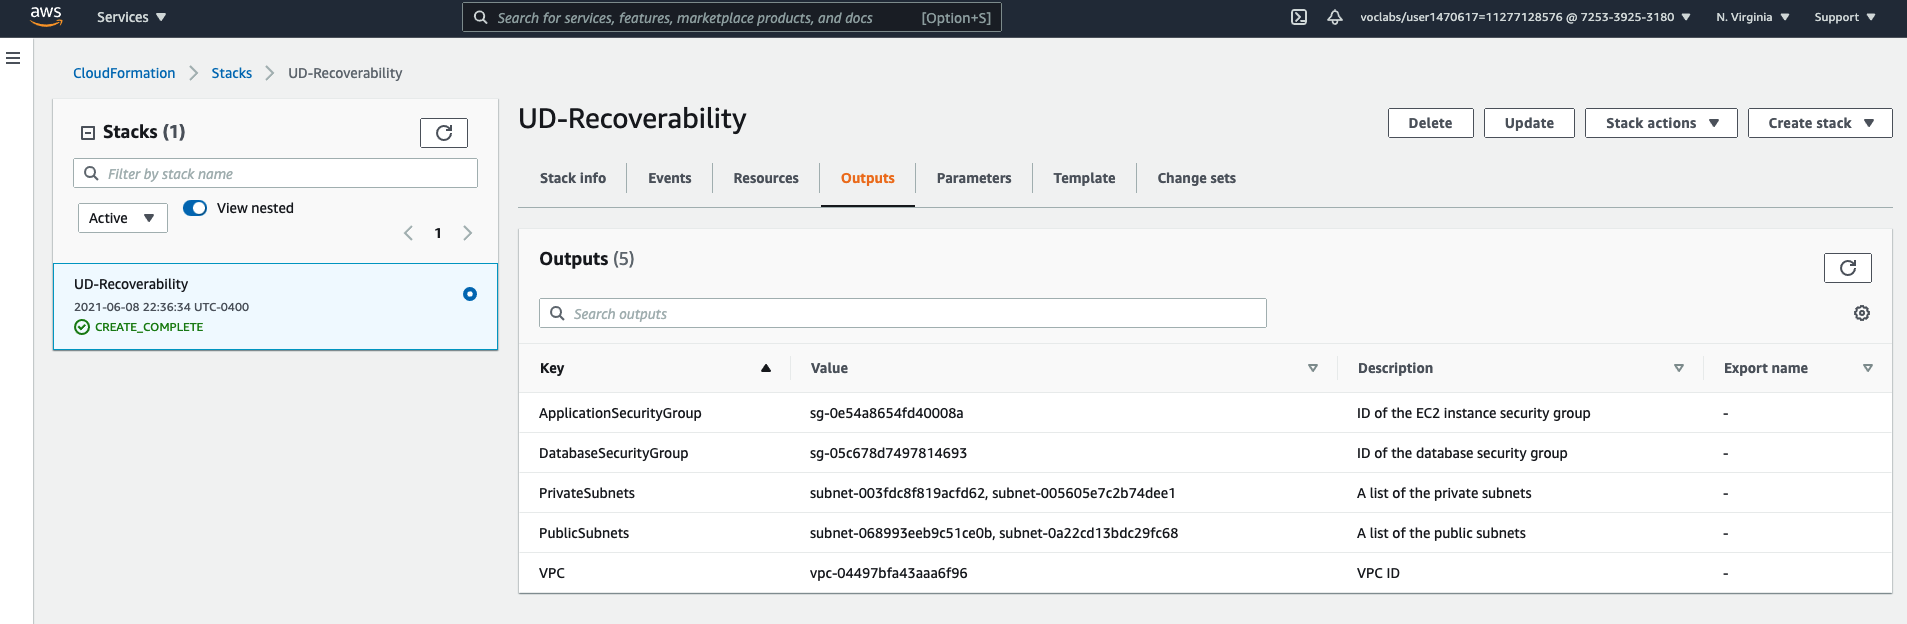 aws Services Search for services, features, marketplace products, and docs [Option+S] voclabs/user1470617=11277128576 @ 7253-3925-3180 N. Virginia Support
CloudFormation Stacks UD-Recoverability
Stacks (1)
Filter by stack name
Active View nested
1
UD-Recoverability
2021-06-08 22:36:34 UTC-0400
CREATE_COMPLETE
UD-Recoverability
Delete Update Stack actions Create stack
Stack info Events Resources Outputs Parameters Template Change sets
Outputs (5)
Search outputs
Key Value Description Export name
ApplicationSecurityGroup sg-0e54a8654fd40008a ID of the EC2 instance security group -
DatabaseSecurityGroup sg-05c678d7497814693 ID of the database security group -
PrivateSubnets subnet-003fdc8f819acfd62, subnet-005605e7c2b74dee1 A list of the private subnets -
PublicSubnets subnet-068993eeb9c51ce0b, subnet-0a22cd13bdc29fc68 A list of the public subnets -
VPC vpc-04497bfa43aaa6f96 VPC ID -